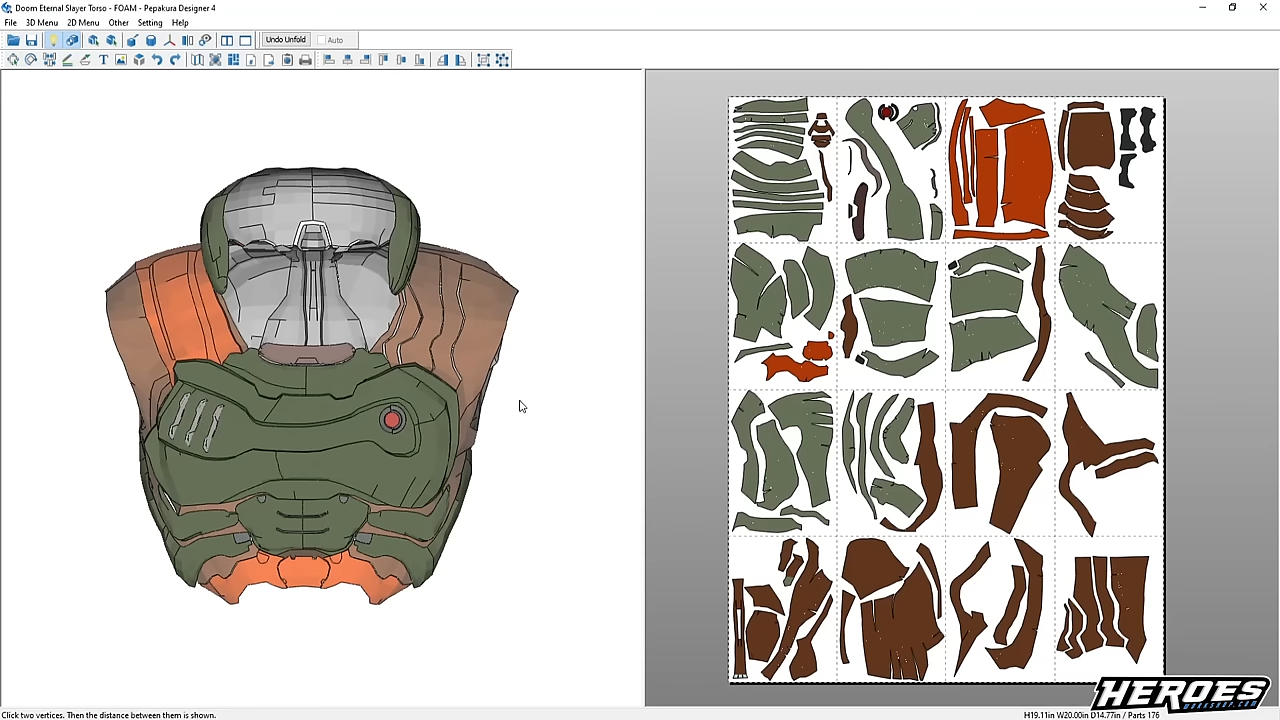 Doom Eternal Slayer Torso - FOAM - Pepakura Designer 4
File 3D Menu 2D Menu Other Setting Help
Undo Unfold Auto
HEROES
WORKSHOP.COM
Click two vertices. Then the distance between them is shown.
H19.11in W20.00in D14.77in / Parts 176